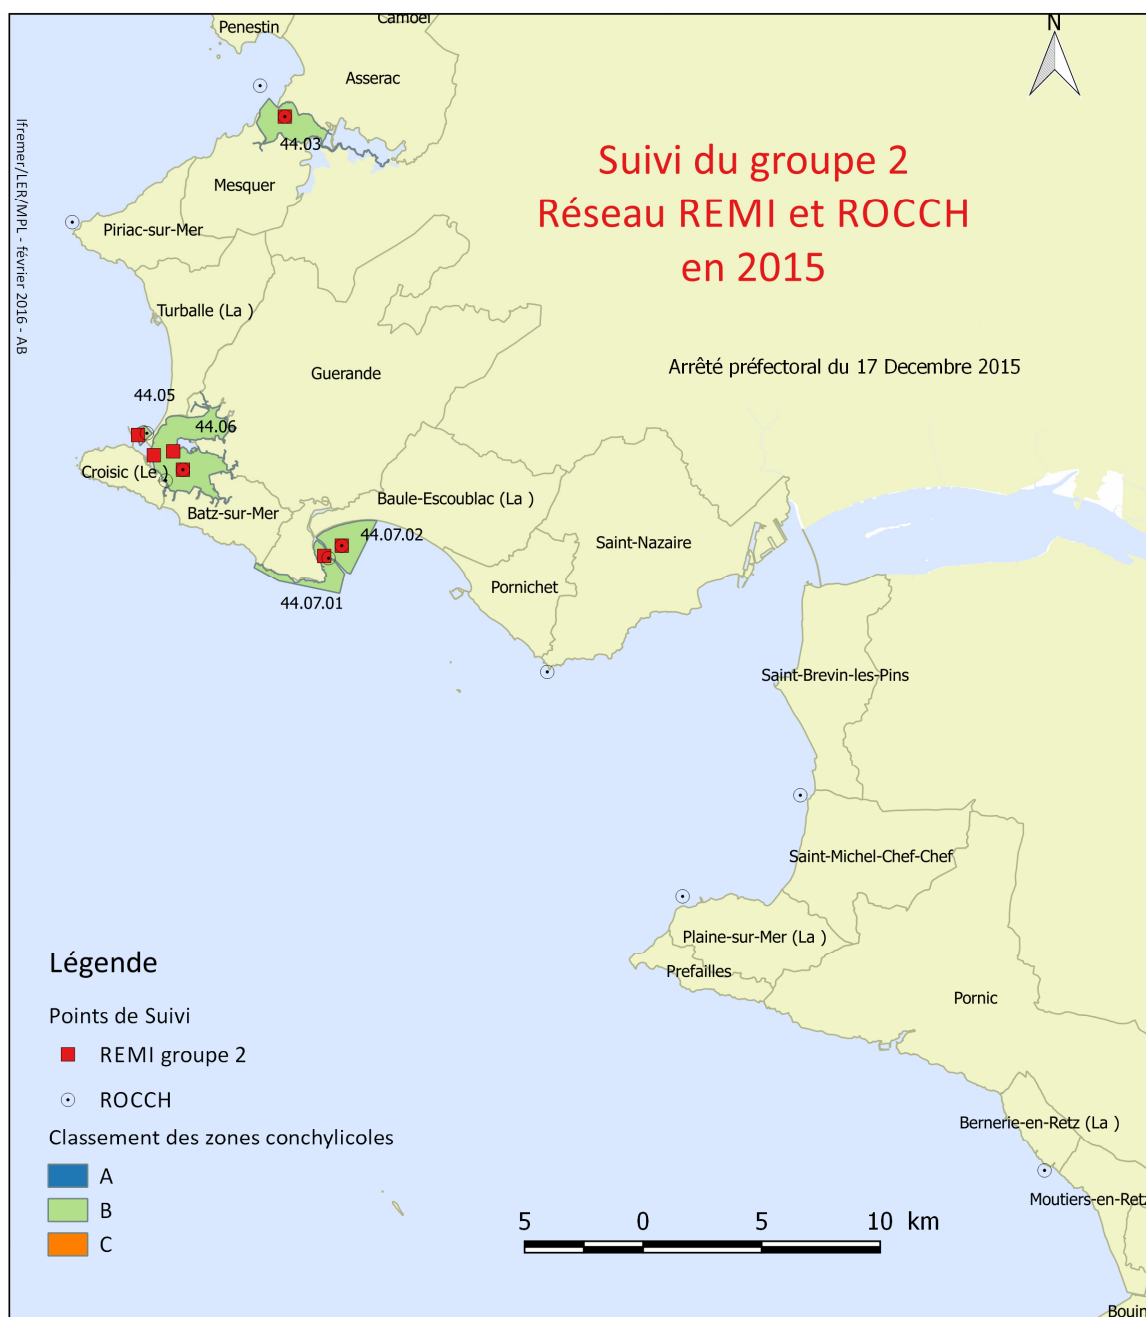 Penestin
Camoël
N
Asserac
44.03
Ifremer/LER/MPL - février 2016 - AB
Suivi du groupe 2
Réseau REMI et ROCCH
en 2015
Mesquer
Piriac-sur-Mer
Turballe (La )
Arrêté préfectoral du 17 Decembre 2015
Guerande
44.05
44.06
Croisic (Le )
Batz-sur-Mer
Baule-Escoublac (La )
44.07.02
Saint-Nazaire
Pornichet
44.07.01
Saint-Brevin-les-Pins
Saint-Michel-Chef-Chef
Plaine-sur-Mer (La )
Prefailles
Pornic
Bernerie-en-Retz (La )
Moutiers-en-Retz
Bouin
Légende
Points de Suivi
REMI groupe 2
ROCCH
Classement des zones conchylicoles
A
B
C
5 0 5 10 km